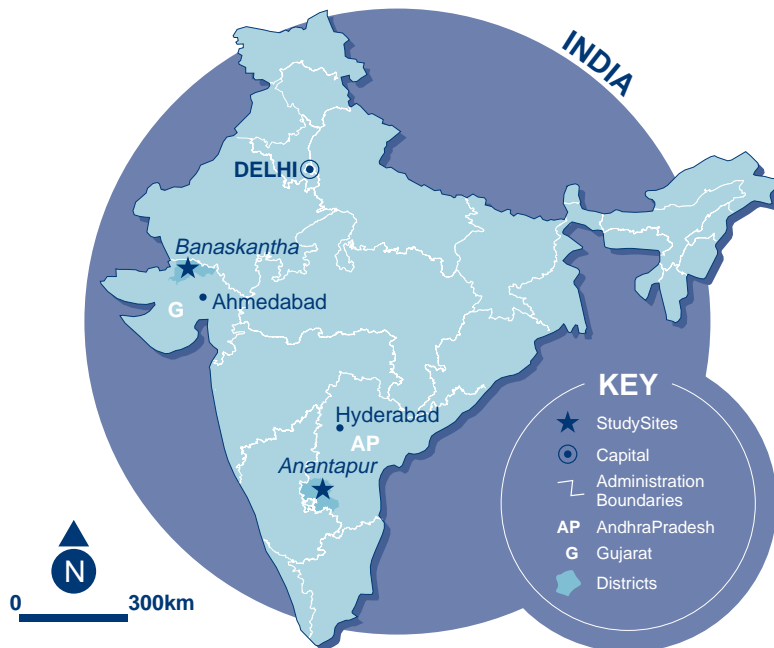 INDIA
DELHI
Banaskantha
Ahmedabad
G
Hyderabad
AP
Anantapur
N
0 300km
KEY
StudySites
Capital
Administration
Boundaries
AP AndhraPradesh
G Gujarat
Districts